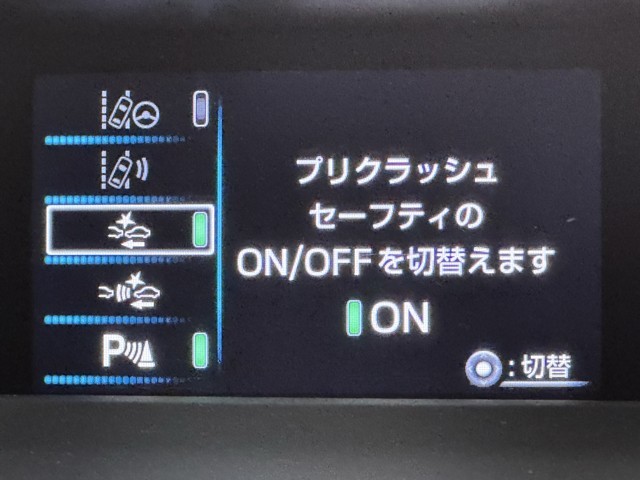 プリクラッシュ
セーフティの
ON/OFFを切替えます
ON
P
:切替